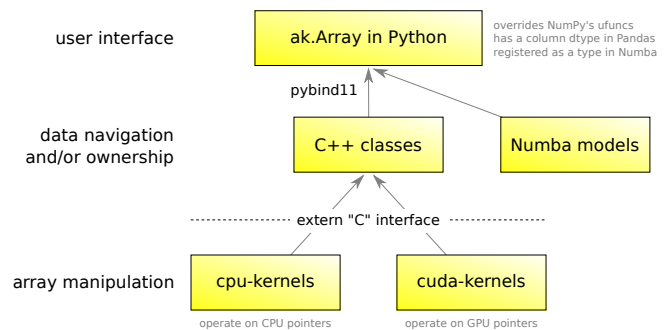 user interface
ak.Array in Python
overrides NumPy's ufuncs
has a column dtype in Pandas
registered as a type in Numba
pybind11
data navigation
and/or ownership
C++ classes
Numba models
extern "C" interface
array manipulation
cpu-kernels
cuda-kernels
operate on CPU pointers
operate on GPU pointers